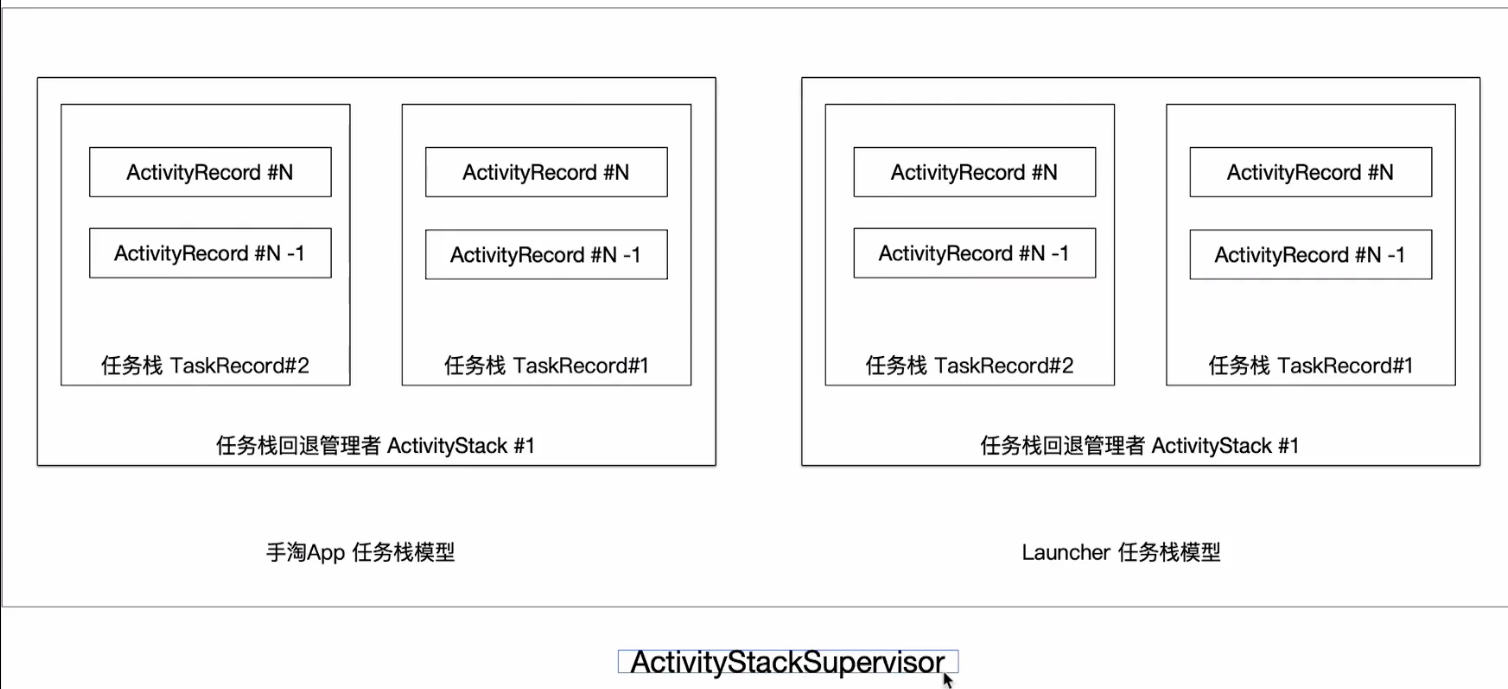 ActivityRecord #N
ActivityRecord #N -1
任务栈 TaskRecord#2
ActivityRecord #N
ActivityRecord #N -1
任务栈 TaskRecord#1
任务栈回退管理者 ActivityStack #1
手淘App 任务栈模型
ActivityRecord #N
ActivityRecord #N -1
任务栈 TaskRecord#2
ActivityRecord #N
ActivityRecord #N -1
任务栈 TaskRecord#1
任务栈回退管理者 ActivityStack #1
Launcher 任务栈模型
ActivityStackSupervisor